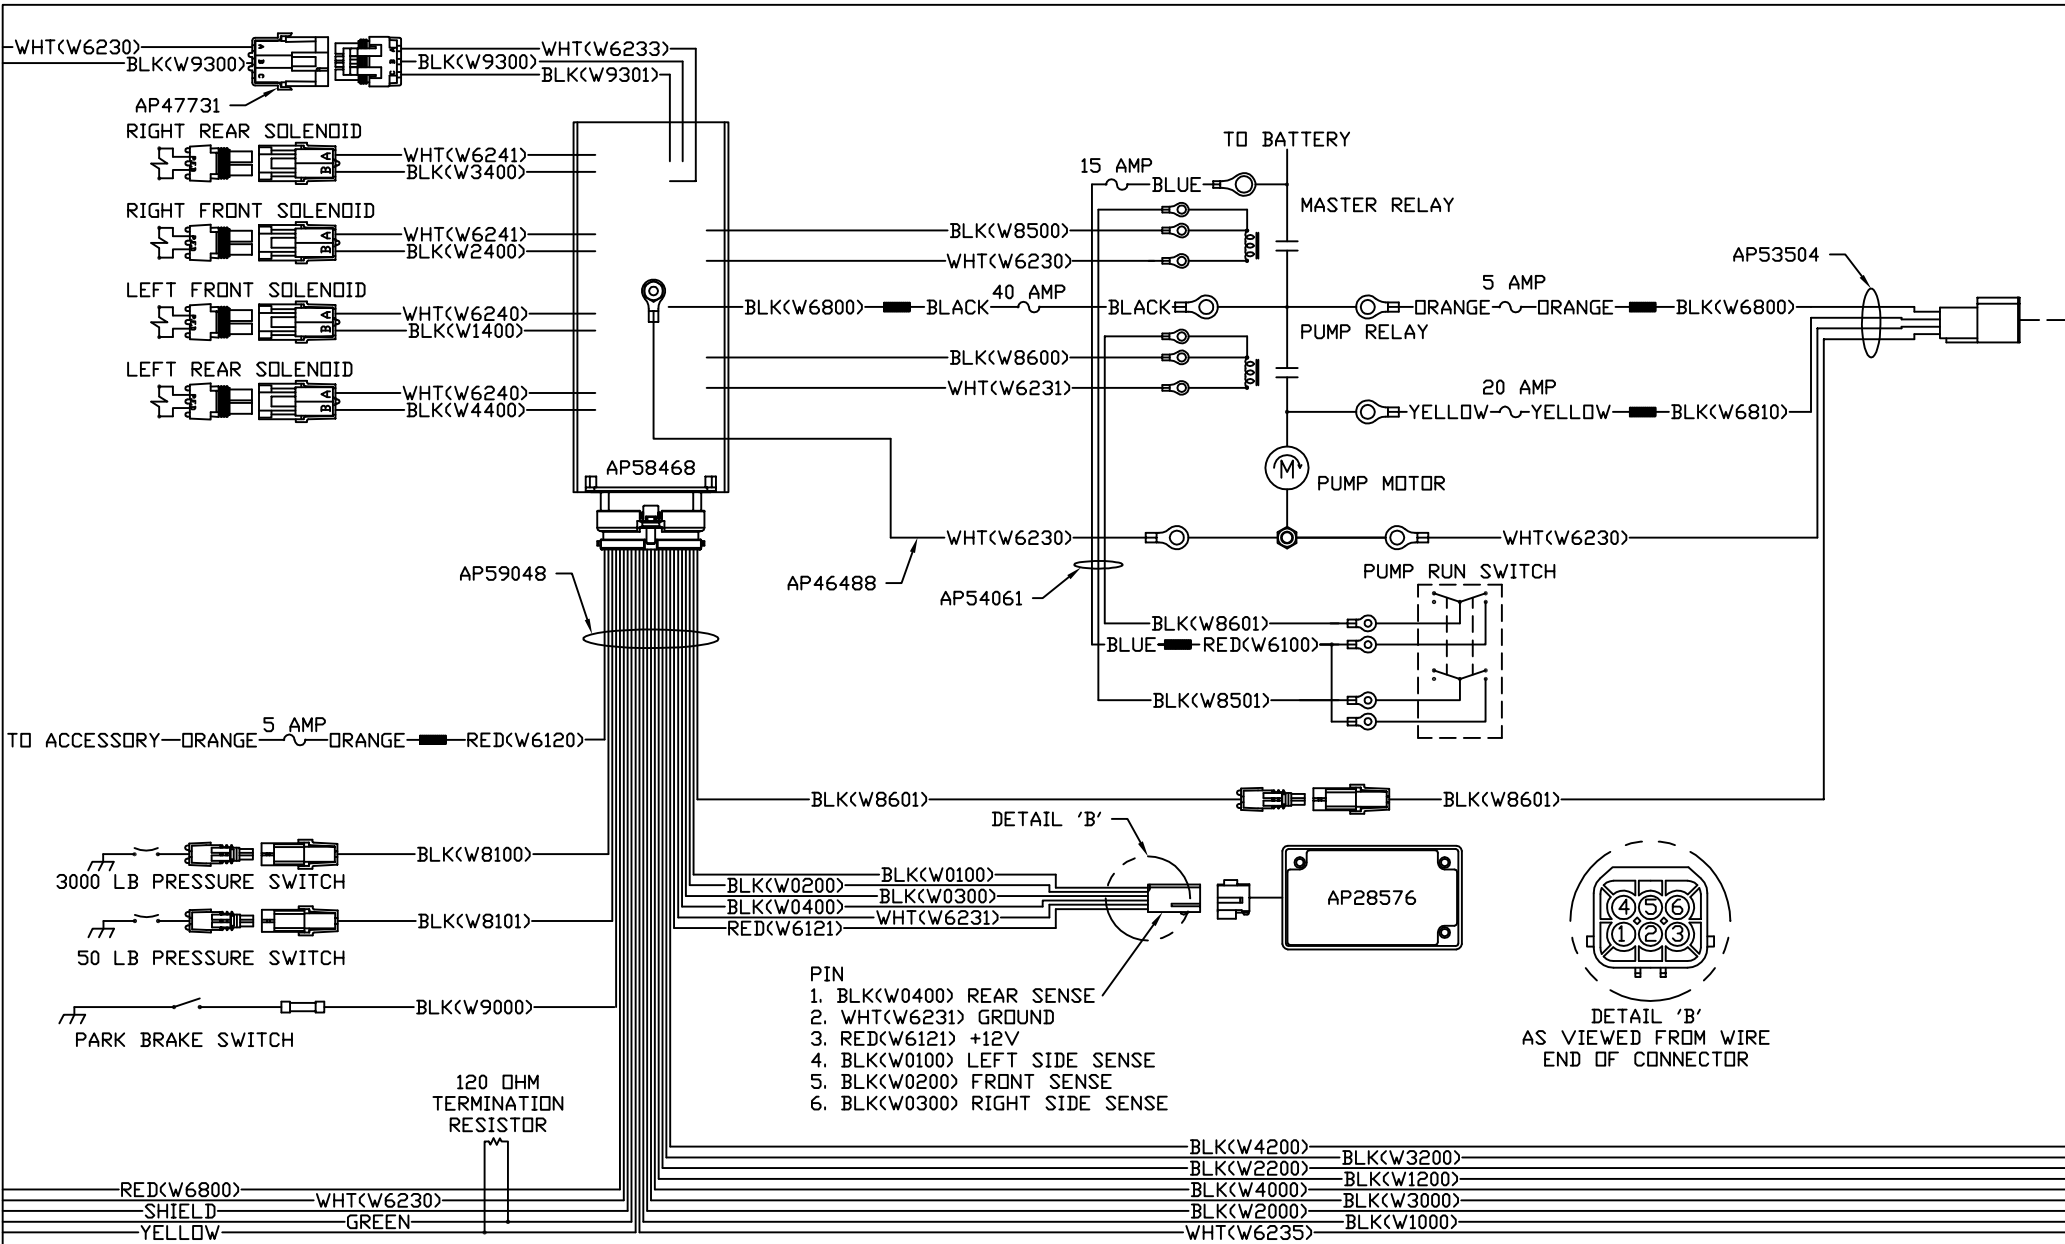 WHT(W6230)
BLK(W9300)
A
B
C
A
B
C
WHT(W6233)
BLK(W9300)
BLK(W9301)
AP47731
RIGHT REAR SOLENOID
A
B
WHT(W6241)
BLK(W3400)
RIGHT FRONT SOLENOID
A
B
WHT(W6241)
BLK(W2400)
LEFT FRONT SOLENOID
A
B
WHT(W6240)
BLK(W1400)
LEFT REAR SOLENOID
A
B
WHT(W6240)
BLK(W4400)
AP58468
TO BATTERY
15 AMP
BLUE
MASTER RELAY
BLK(W8500)
WHT(W6230)
BLK(W6800)
BLACK
40 AMP
BLACK
PUMP RELAY
5 AMP
ORANGE
ORANGE
BLK(W6800)
AP53504
BLK(W8600)
WHT(W6231)
20 AMP
YELLOW
YELLOW
BLK(W6810)
M
PUMP MOTOR
WHT(W6230)
WHT(W6230)
AP59048
AP46488
AP54061
PUMP RUN SWITCH
BLK(W8601)
BLUE
RED(W6100)
BLK(W8501)
TO ACCESSORY
ORANGE
5 AMP
ORANGE
RED(W6120)
BLK(W8601)
BLK(W8601)
DETAIL 'B'
BLK(W8100)
3000 LB PRESSURE SWITCH
BLK(W8101)
50 LB PRESSURE SWITCH
BLK(W9000)
PARK BRAKE SWITCH
BLK(W0100)
BLK(W0200)
BLK(W0300)
BLK(W0400)
WHT(W6231)
RED(W6121)
AP28576
4 5 6
1 2 3
DETAIL 'B'
AS VIEWED FROM WIRE
END OF CONNECTOR
PIN
1. BLK(W0400) REAR SENSE
2. WHT(W6231) GROUND
3. RED(W6121) +12V
4. BLK(W0100) LEFT SIDE SENSE
5. BLK(W0200) FRONT SENSE
6. BLK(W0300) RIGHT SIDE SENSE
120 OHM
TERMINATION
RESISTOR
RED(W6800)
WHT(W6230)
SHIELD
GREEN
YELLOW
BLK(W4200)
BLK(W3200)
BLK(W2200)
BLK(W1200)
BLK(W4000)
BLK(W3000)
BLK(W2000)
BLK(W1000)
WHT(W6235)